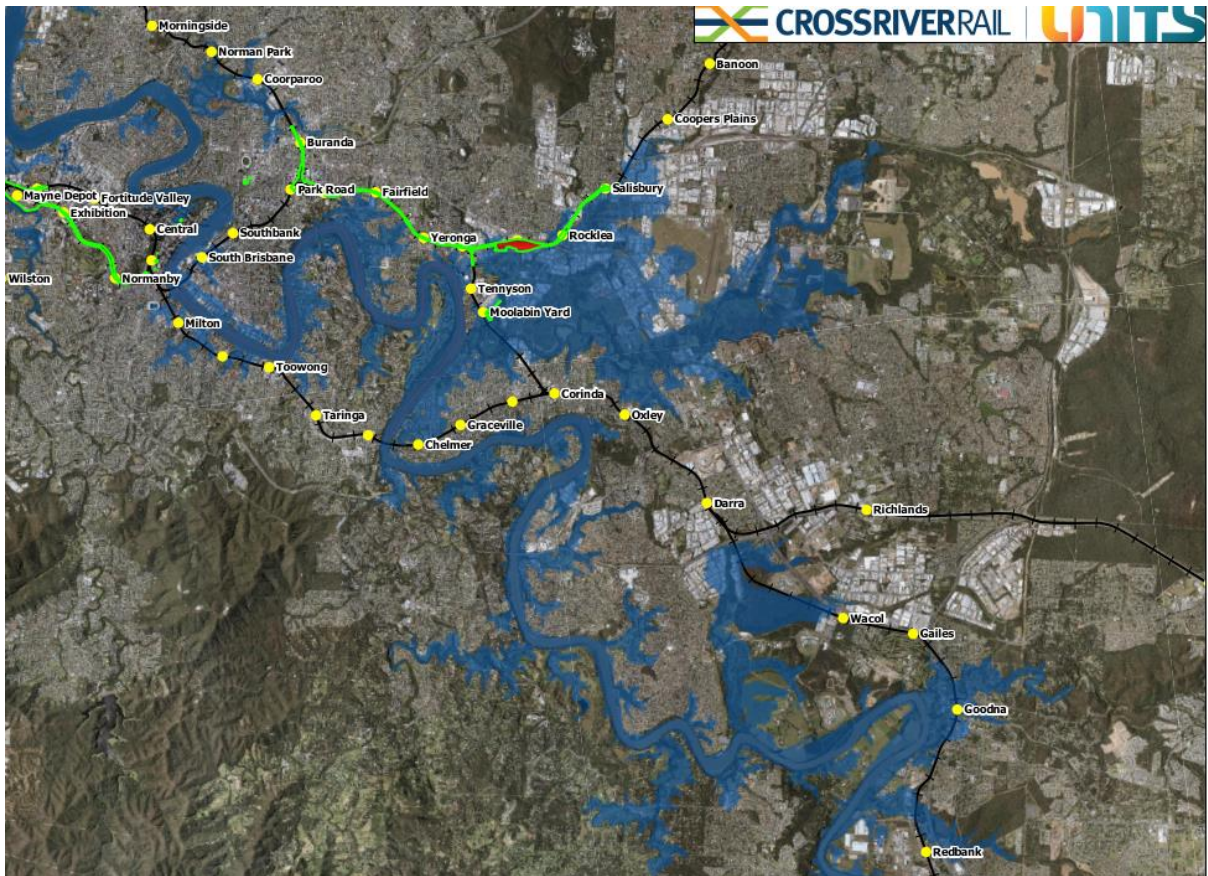 CROSSRIVERRAIL
UNITY
Morningside
Norman Park
Coorparoo
Banoon
Coopers Plains
Buranda
Park Road
Fairfield
Salisbury
Mayne Depot
Fortitude Valley
Exhibition
Central
Southbank
Yeronga
Rocklea
South Brisbane
Wilston
Normanby
Tennyson
Moolabin Yard
Milton
Toowong
Corinda
Taringa
Graceville
Oxley
Chelmer
Darra
Richlands
Wacol
Gailes
Goodna
Redbank